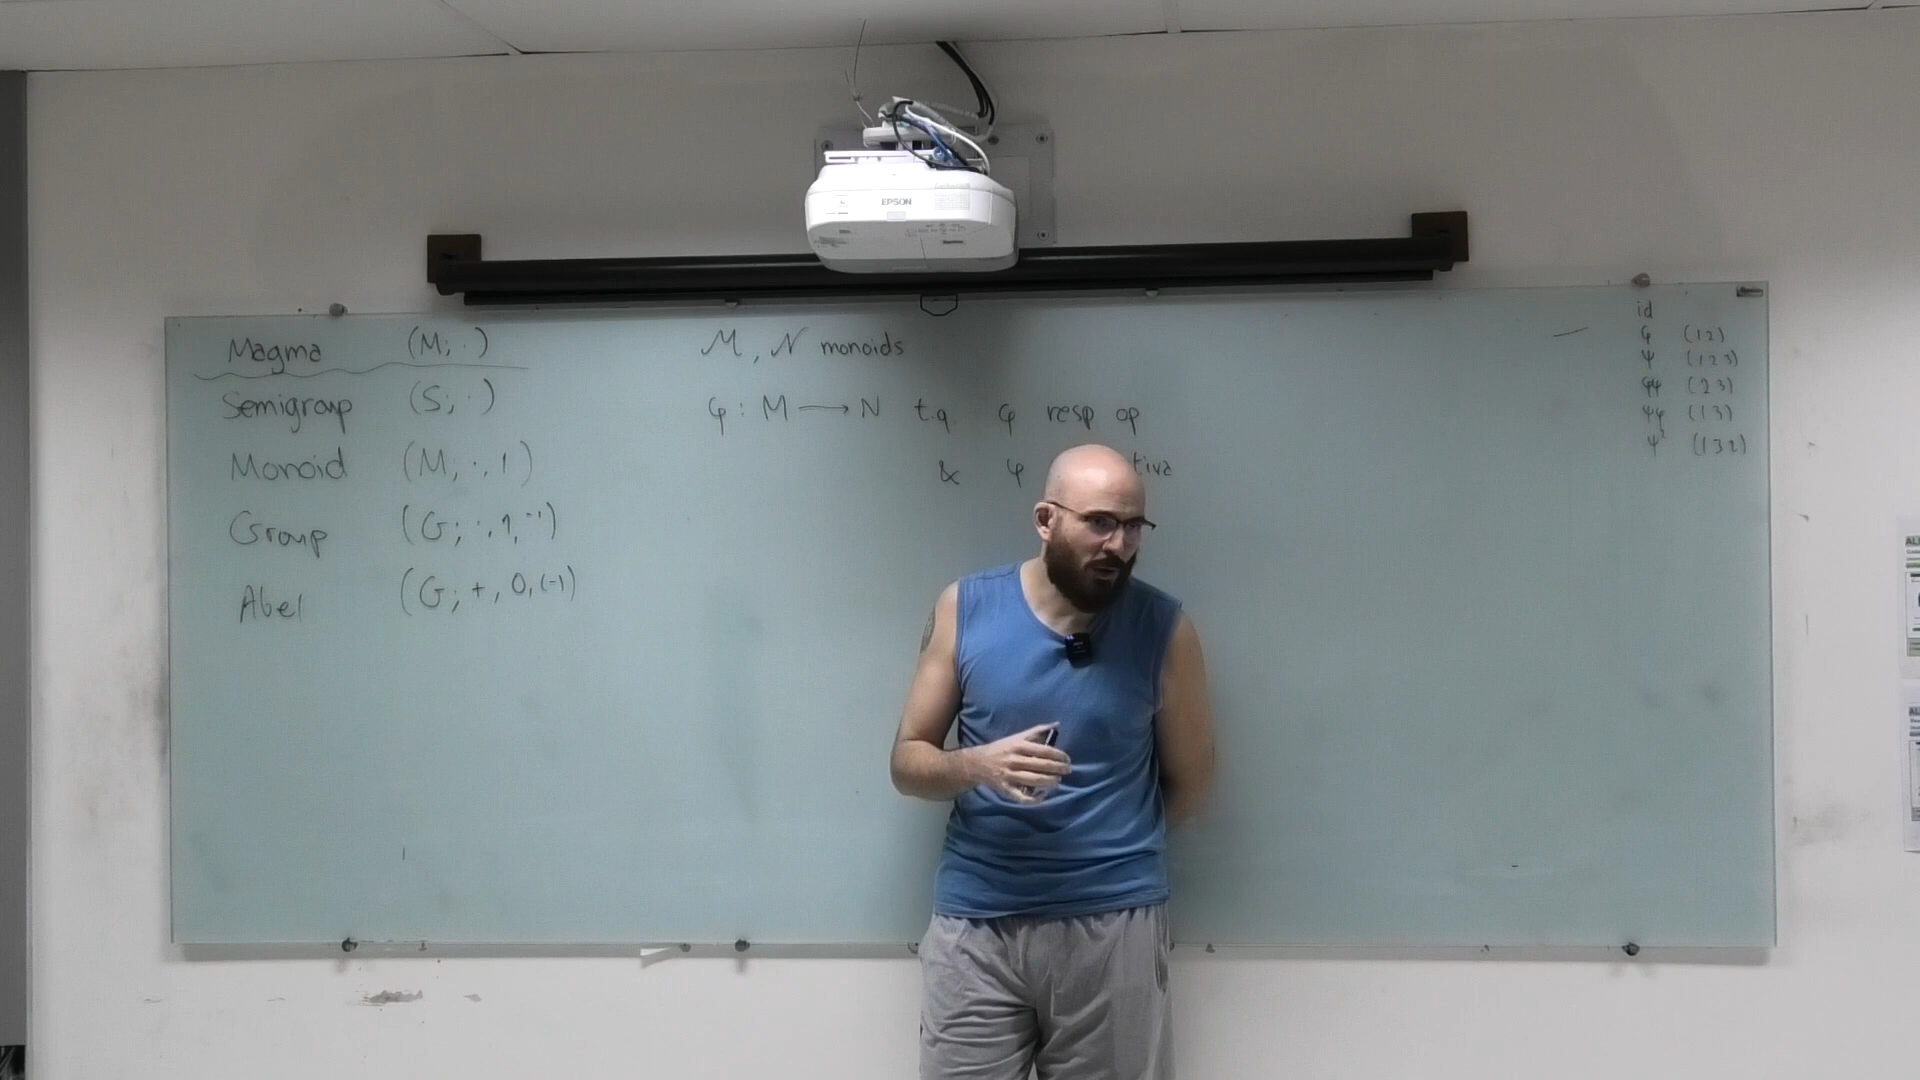 EPSON
Magma (M; ·)
Semigroup (S; ·)
Monoid (M; ·, 1)
Group (G; ·, 1, ⁻¹)
Abel (G; +, 0, (-1)
M, N monoids
φ : M ⟶ N t.q. φ resp op
& φ tiva
id
φ (12)
ψ (123)
φψ (23)
ψφ (13)
ψ² (132)